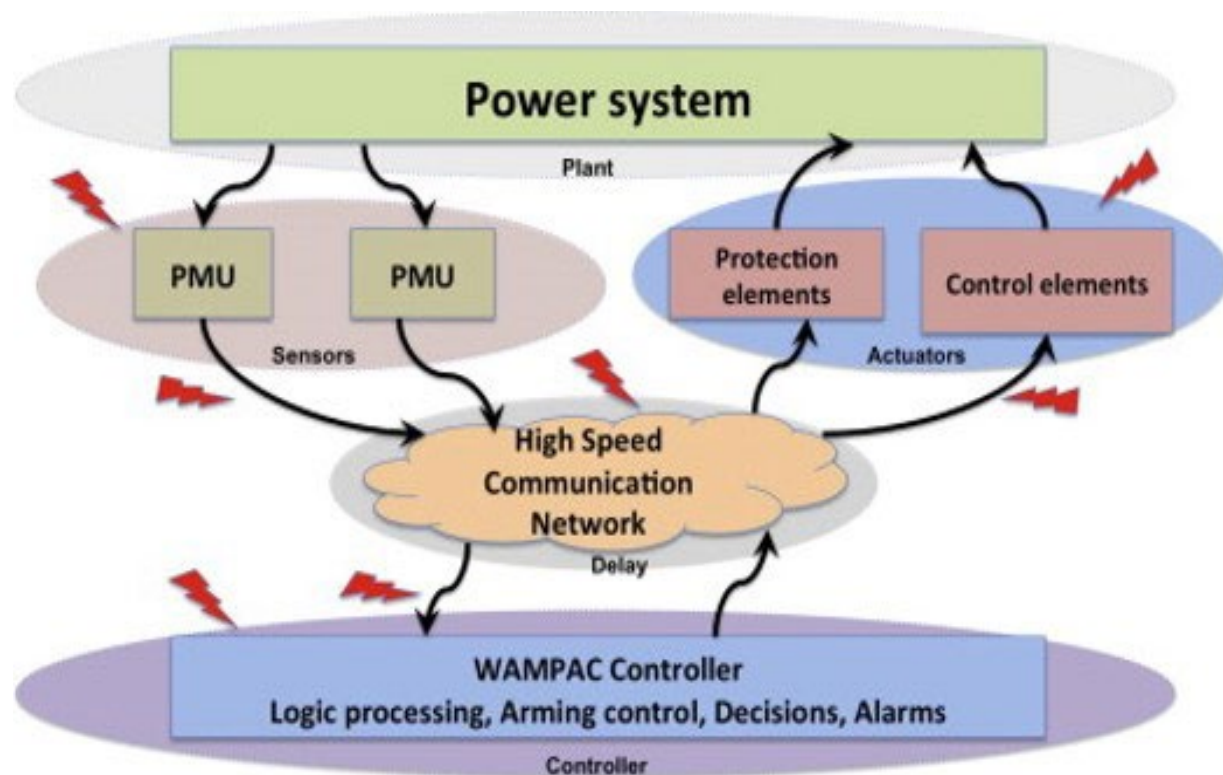 Power system
Plant
PMU
PMU
Sensors
Protection
elements
Control elements
Actuators
High Speed
Communication
Network
Delay
WAMPAC Controller
Logic processing, Arming control, Decisions, Alarms
Controller